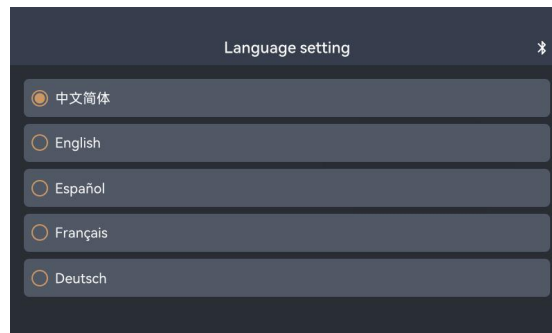 Language setting
中文简体
English
Español
Français
Deutsch